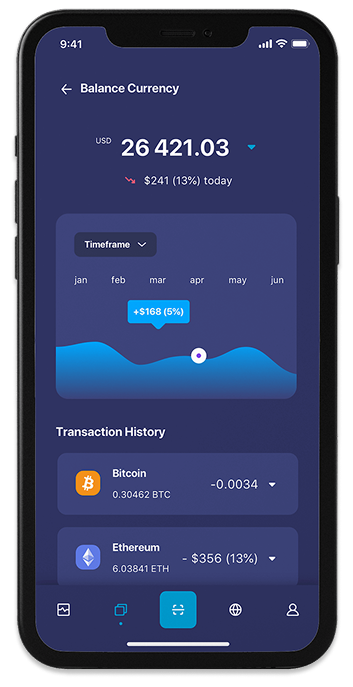 9:41
Balance Currency
USD 26 421.03
$241 (13%) today
Timeframe
jan feb mar apr may jun
+$168 (5%)
Transaction History
Bitcoin
0.30462 BTC
-0.0034
Ethereum
6.03841 ETH
- $356 (13%)